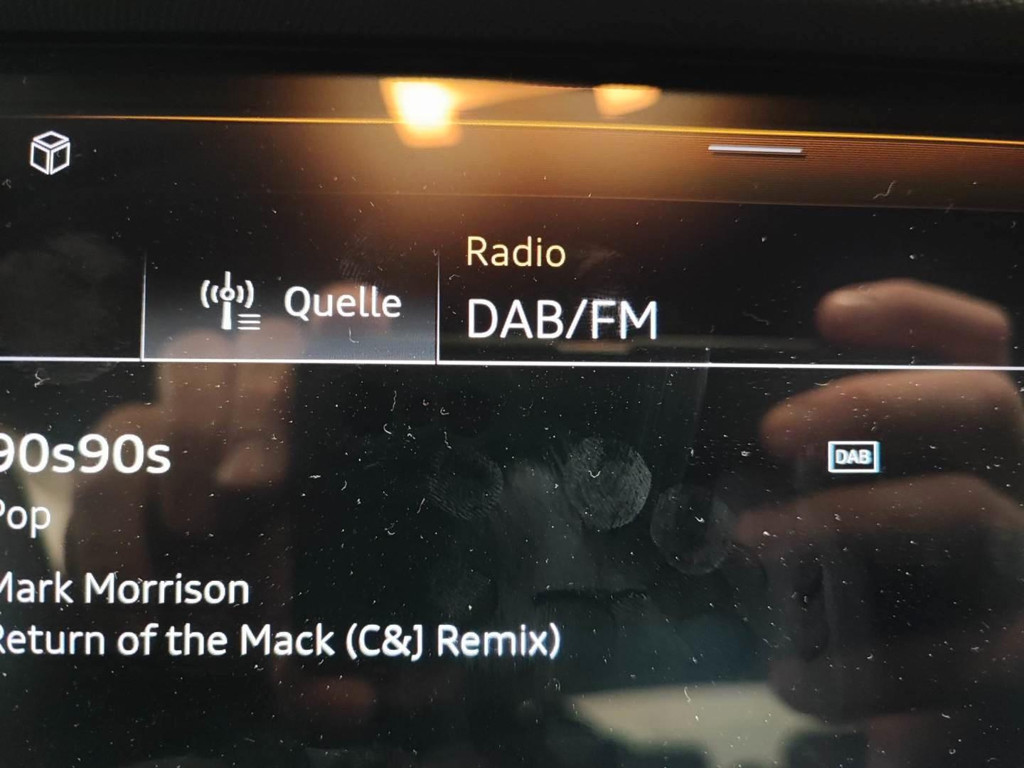 Radio
Quelle
DAB/FM
90s90s
DAB
Pop
Mark Morrison
Return of the Mack (C&J Remix)